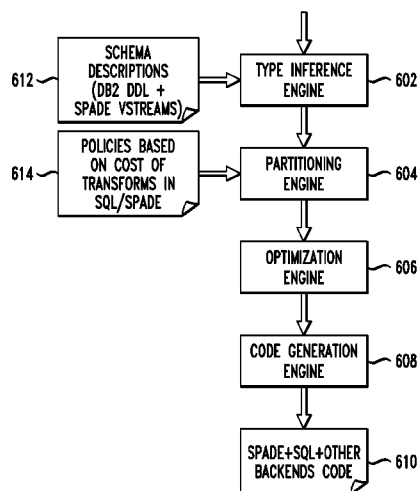 SCHEMA
DESCRIPTIONS
(DB2 DDL +
SPADE VSTREAMS)
612
TYPE INFERENCE
ENGINE
602
POLICIES BASED
ON COST OF
TRANSFORMS IN
SQL/SPADE
614
PARTITIONING
ENGINE
604
OPTIMIZATION
ENGINE
606
CODE GENERATION
ENGINE
608
SPADE+SQL+OTHER
BACKENDS CODE
610